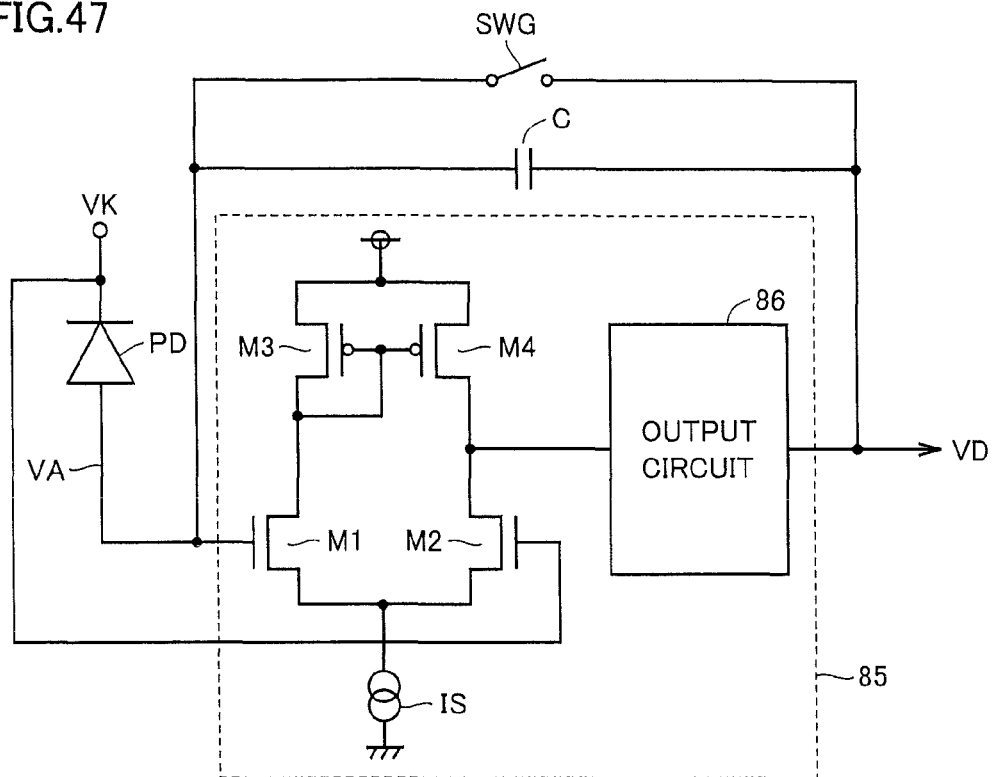 FIG.47
SWG
C
VK
PD
VA
M3
M4
M1
M2
IS
86
OUTPUT
CIRCUIT
VD
85